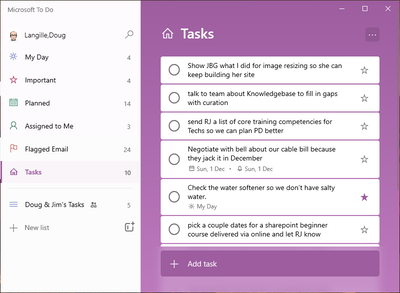 Microsoft To Do
Langille,Doug
My Day 4
Important 4
Planned 14
Assigned to Me 3
Flagged Email 24
Tasks 10
Doug & Jim's Tasks 5
New list
Tasks
Show JBG what I did for image resizing so she can
keep building her site
talk to team about Knowledgebase to fill in gaps
with curation
send RJ a list of core training competencies for
Techs so we can plan PD better
Negotiate with bell about our cable bill because
they jack it in December
Sun, 1 Dec • Sun, 1 Dec
Check the water softener so we don't have salty
water.
My Day
pick a couple dates for a sharepoint beginner
course delivered via online and let RJ know
Add task